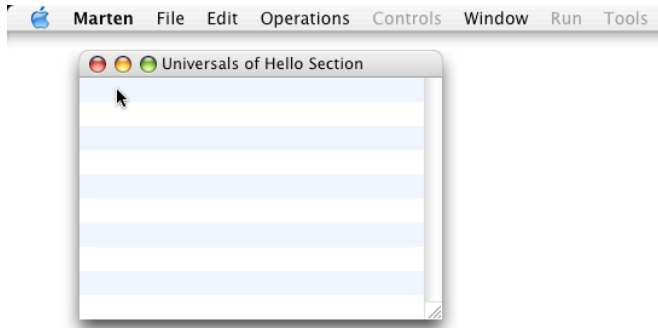 Marten File Edit Operations Controls Window Run Tools
Universals of Hello Section